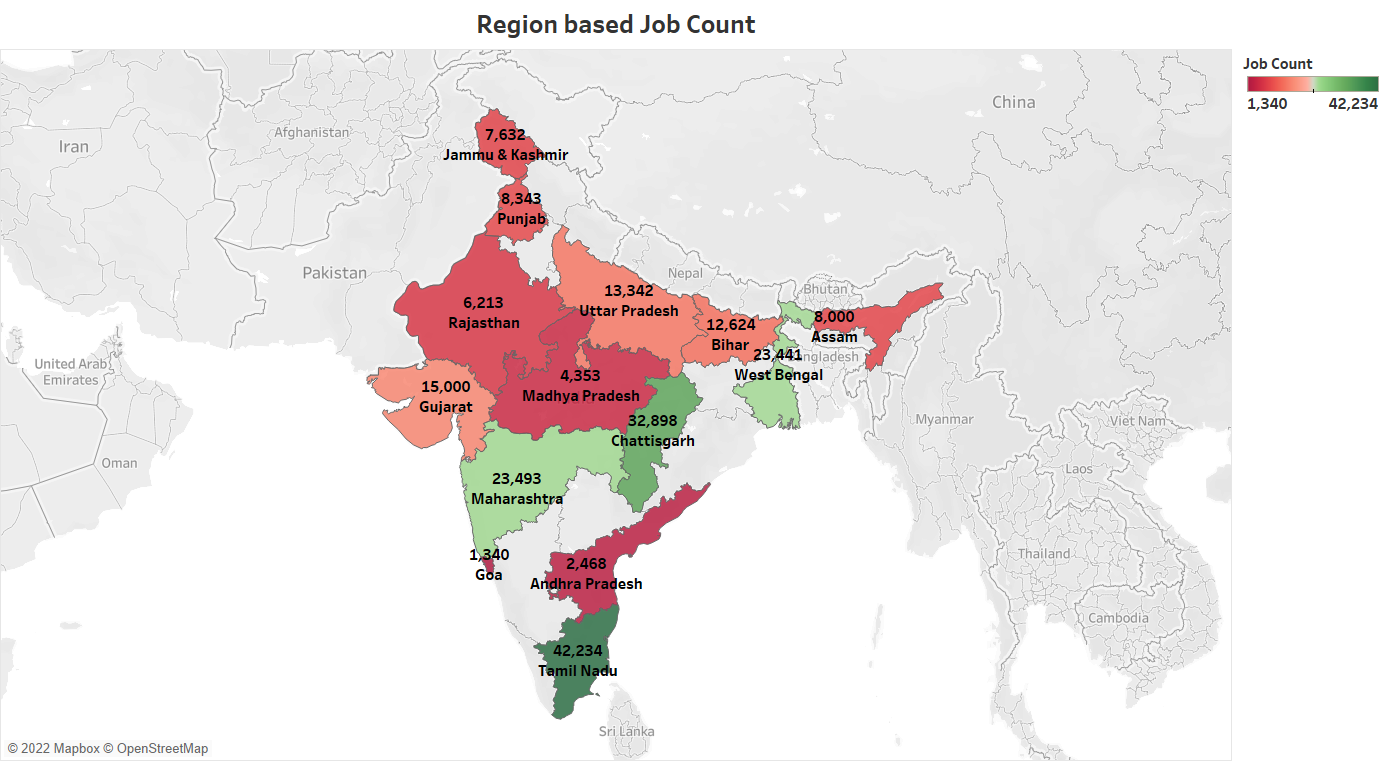 Region based Job Count
Job Count
1,340 42,234
China
Afghanistan
Iran
7,632
Jammu & Kashmir
8,343
Punjab
Pakistan
Nepal
Bhutan
6,213
Rajasthan
13,342
Uttar Pradesh
12,624
Bihar
8,000
Assam
23,441
West Bengal
United Arab
Emirates
15,000
Gujarat
4,353
Madhya Pradesh
32,898
Chattisgarh
Myanmar
Viet Nam
Oman
Laos
23,493
Maharashtra
1,340
Goa
2,468
Andhra Pradesh
Thailand
Cambodia
42,234
Tamil Nadu
Sri Lanka
© 2022 Mapbox © OpenStreetMap